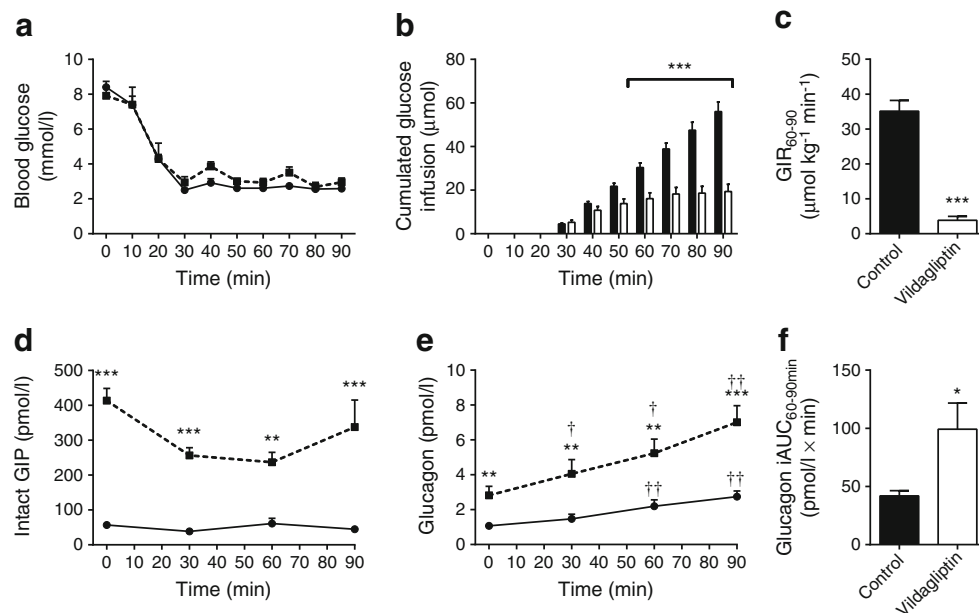 a
Blood glucose
(mmol/l)
10
8
6
4
2
0
0 10 20 30 40 50 60 70 80 90
Time (min)
b
Cumulated glucose
infusion (μmol)
80
60
40
20
0
***
0 10 20 30 40 50 60 70 80 90
Time (min)
c
GIR60-90
(μmol kg-1 min-1)
40
30
20
10
0
***
Control
Vildagliptin
d
Intact GIP (pmol/l)
500
400
300
200
100
0
***
***
**
***
0 10 20 30 40 50 60 70 80 90
Time (min)
e
Glucagon (pmol/l)
8
6
4
2
0
**
†
**
†
**
††
***
††
††
0 10 20 30 40 50 60 70 80 90
Time (min)
f
Glucagon iAUC60-90min
(pmol/l × min)
150
100
50
0
*
Control
Vildagliptin